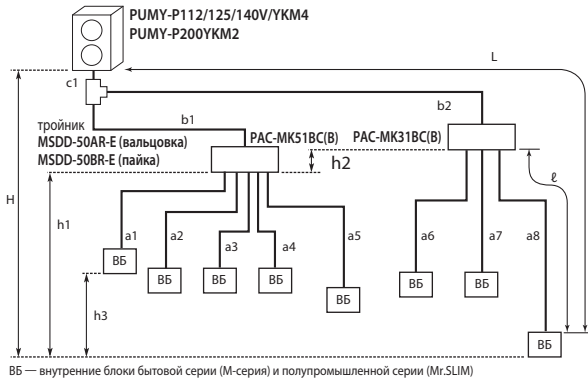 PUMY-P112/125/140V/YKM4
PUMY-P200YKM2
L
c1
b1
b2
тройник
MSDD-50AR-E (вальцовка)
MSDD-50BR-E (пайка)
PAC-MK51BC(B)
PAC-MK31BC(B)
h2
H
h1
ℓ
a1
a2
a3
a4
a5
a6
a7
a8
ВБ
ВБ
ВБ
ВБ
ВБ
ВБ
ВБ
ВБ
h3
ВБ — внутренние блоки бытовой серии (М-серия) и полупромышленной серии (Mr.SLIM)